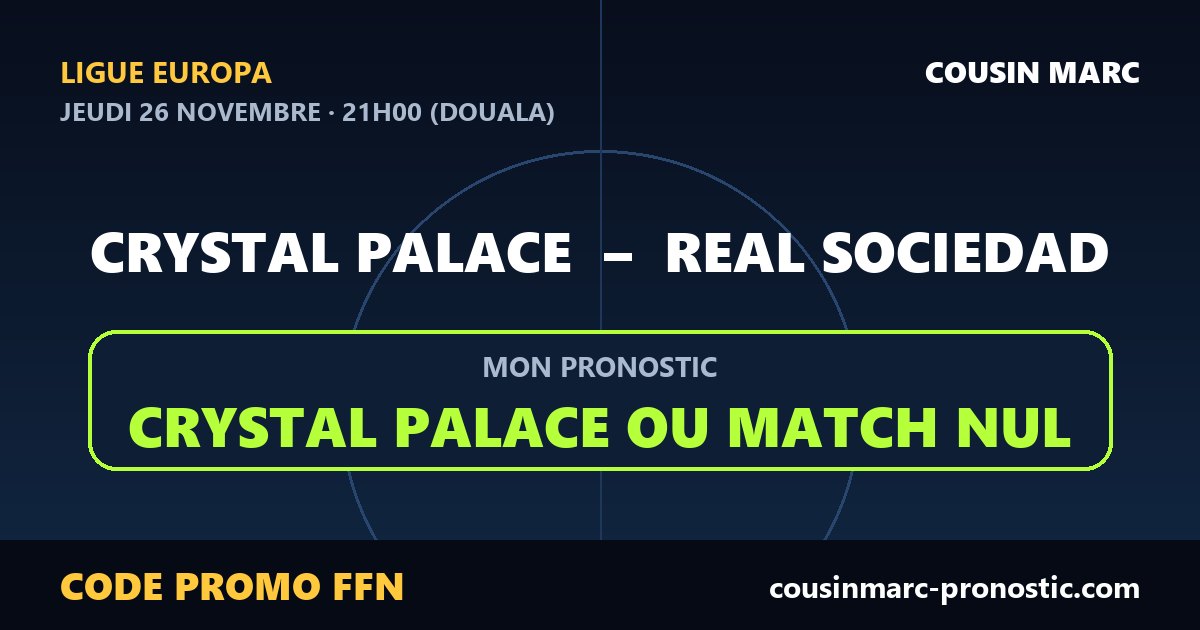 LIGUE EUROPA
COUSIN MARC
JEUDI 26 NOVEMBRE · 21H00 (DOUALA)
CRYSTAL PALACE – REAL SOCIEDAD
MON PRONOSTIC
CRYSTAL PALACE OU MATCH NUL
CODE PROMO FFN
cousinmarc-pronostic.com